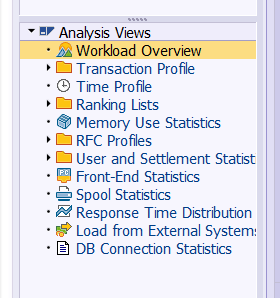 Analysis Views
Workload Overview
Transaction Profile
Time Profile
Ranking Lists
Memory Use Statistics
RFC Profiles
User and Settlement Statist
Front-End Statistics
Spool Statistics
Response Time Distribution
Load from External Systems
DB Connection Statistics